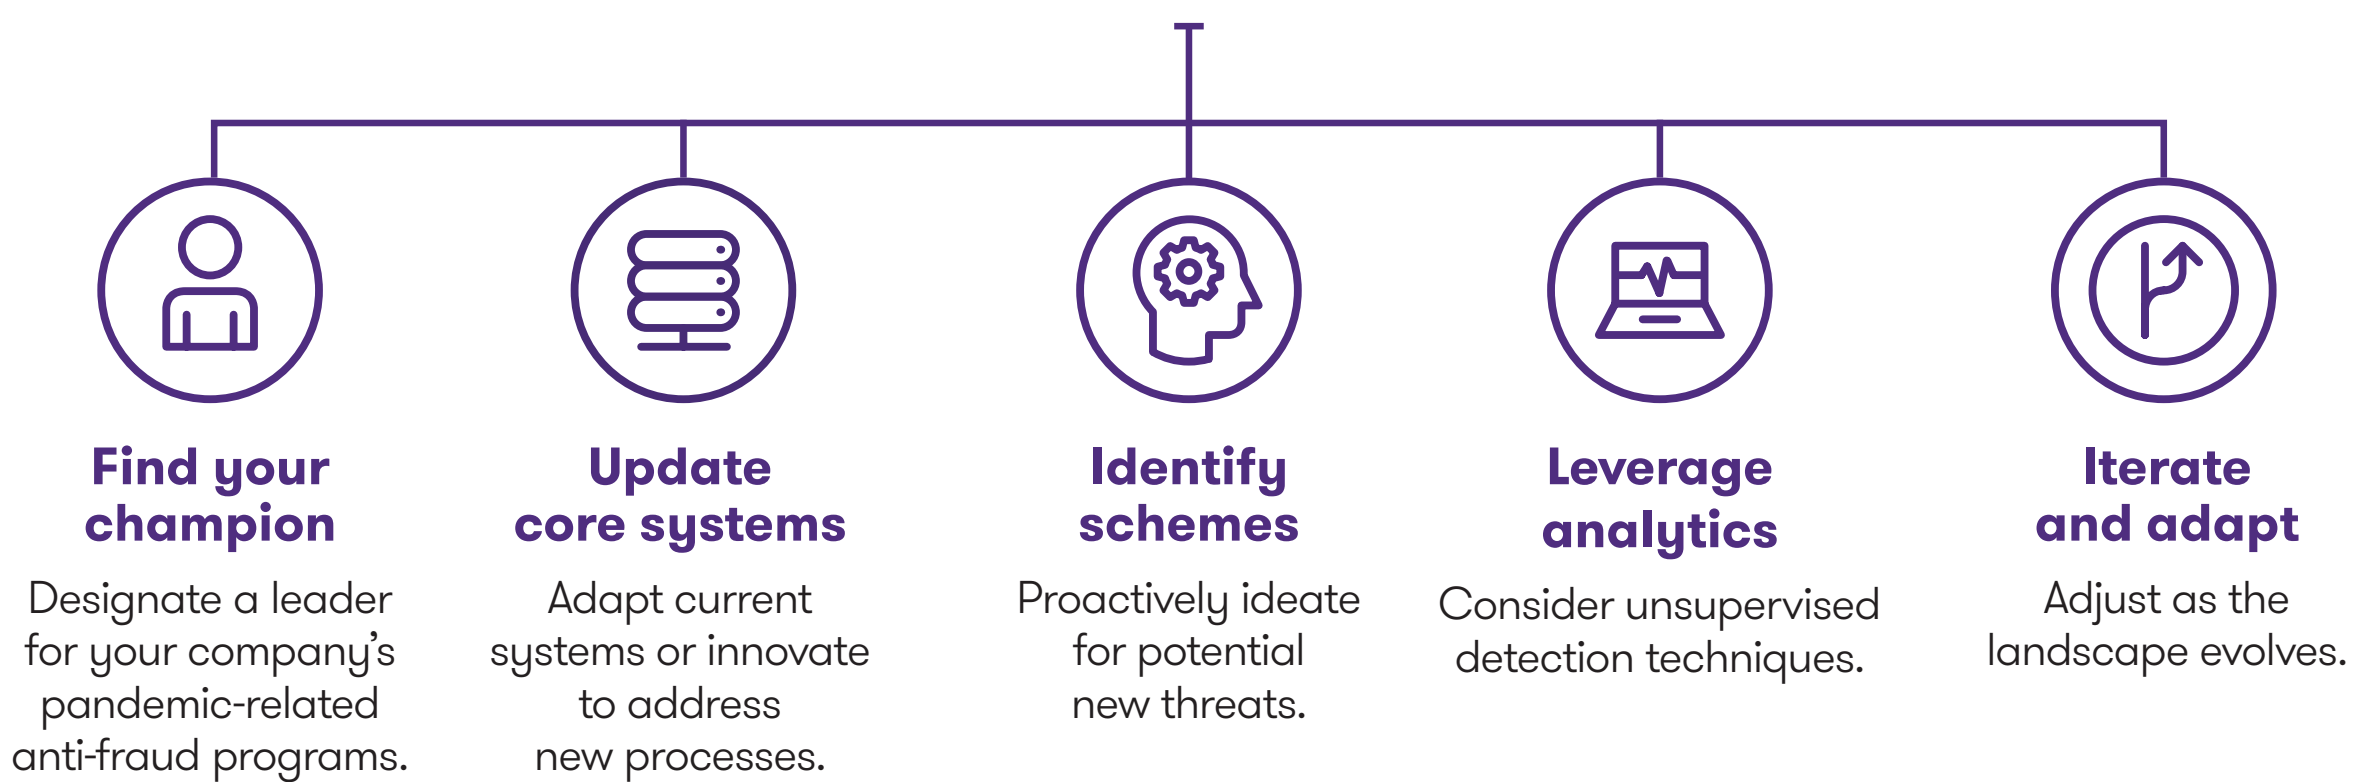 Find your
champion
Designate a leader
for your company’s
pandemic-related
anti-fraud programs.
Update
core systems
Adapt current
systems or innovate
to address
new processes.
Identify
schemes
Proactively ideate
for potential
new threats.
Leverage
analytics
Consider unsupervised
detection techniques.
Iterate
and adapt
Adjust as the
landscape evolves.